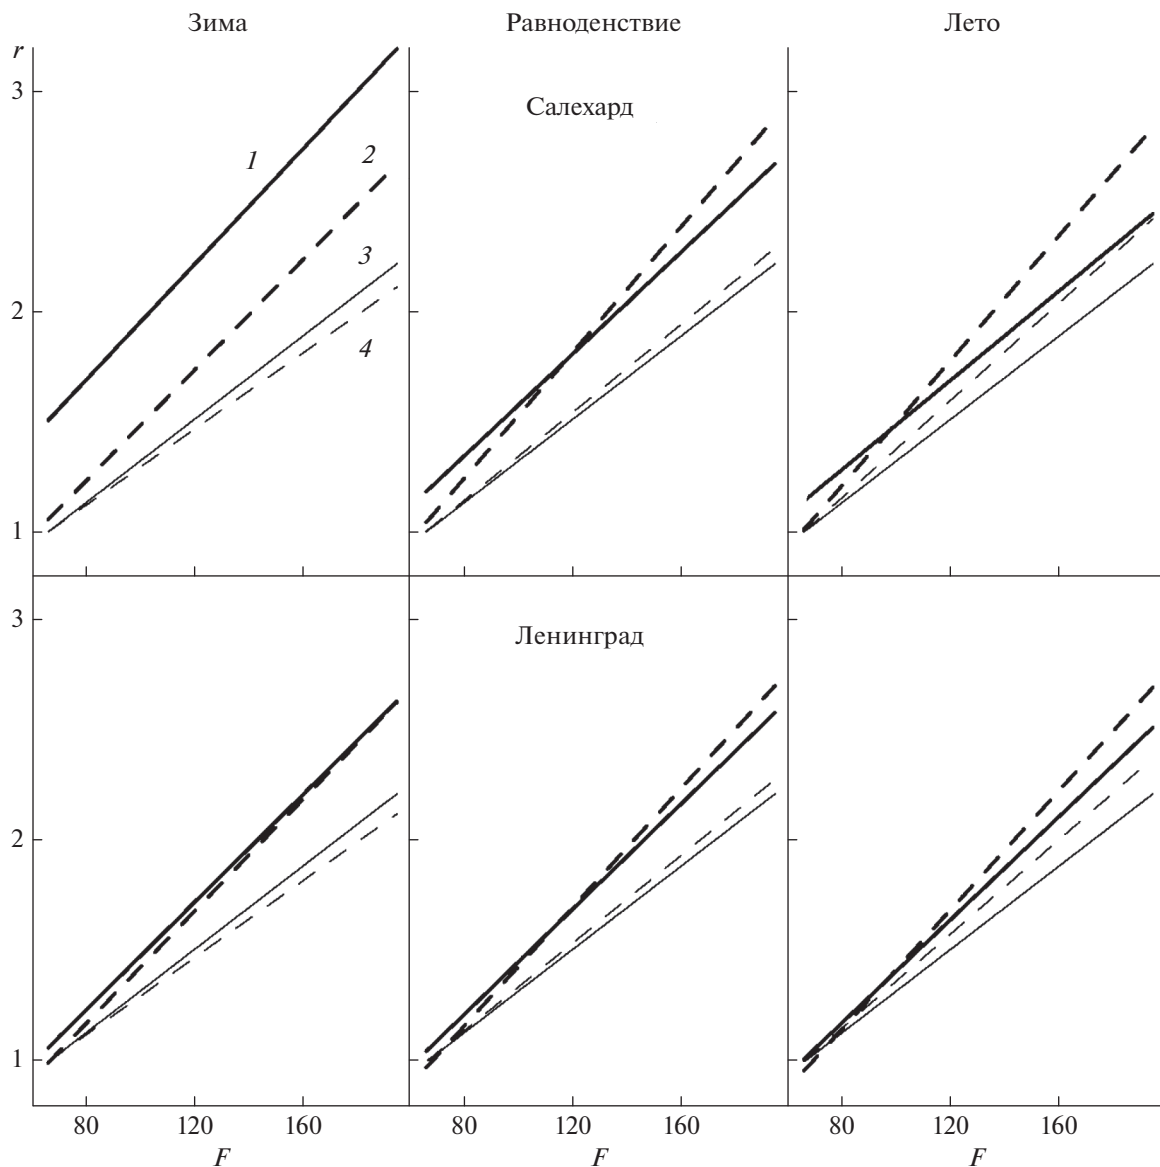 Зима Равноденствие Лето
r
3
Салехард
1 2
3
2
4
1
3
Ленинград
2
1
80 120 160 80 120 160 80 120 160
F F F